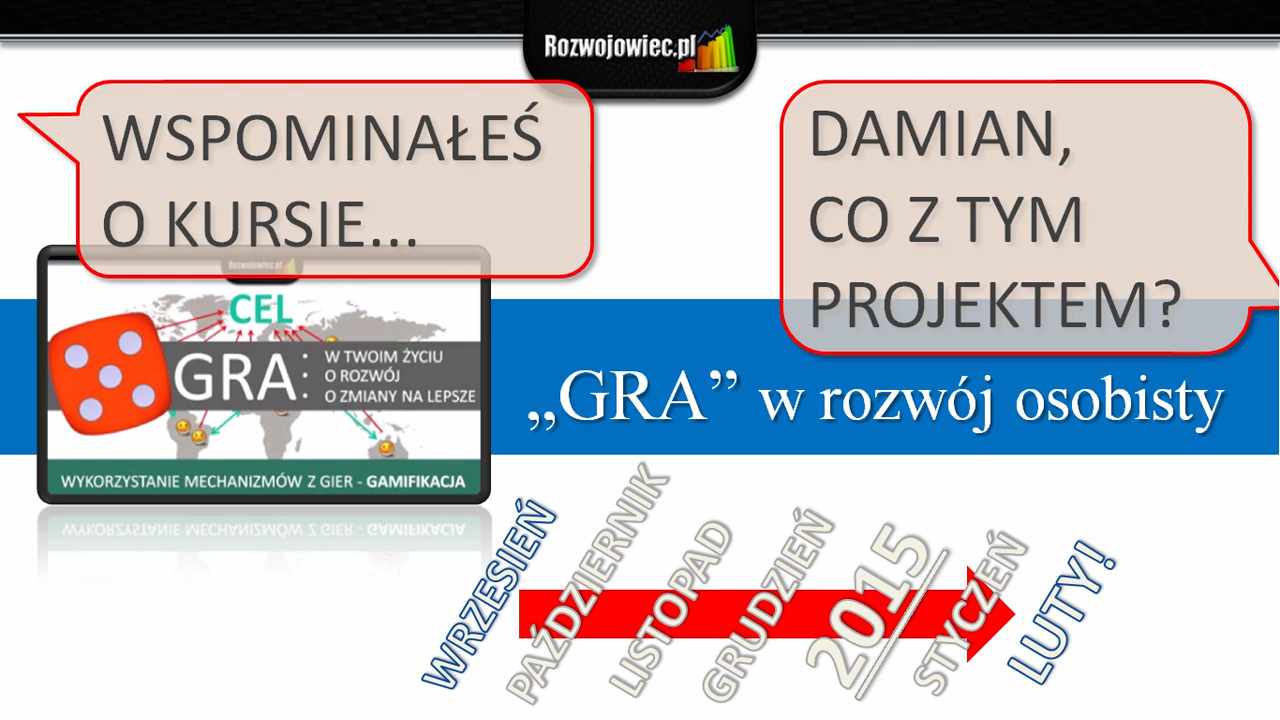 Rozwojowiec.pl
WSPOMINAŁEŚ
O KURSIE...
DAMIAN,
CO Z TYM
PROJEKTEM?
Rozwojowiec.pl
CEL
GRA:
W TWOIM ŻYCIU
O ROZWÓJ
O ZMIANY NA LEPSZE
WYKORZYSTANIE MECHANIZMÓW Z GIER - GAMIFIKACJA
„GRA” w rozwój osobisty
WRZESIEŃ
PAŹDZIERNIK
LISTOPAD
GRUDZIEŃ
2015
STYCZEŃ
LUTY!